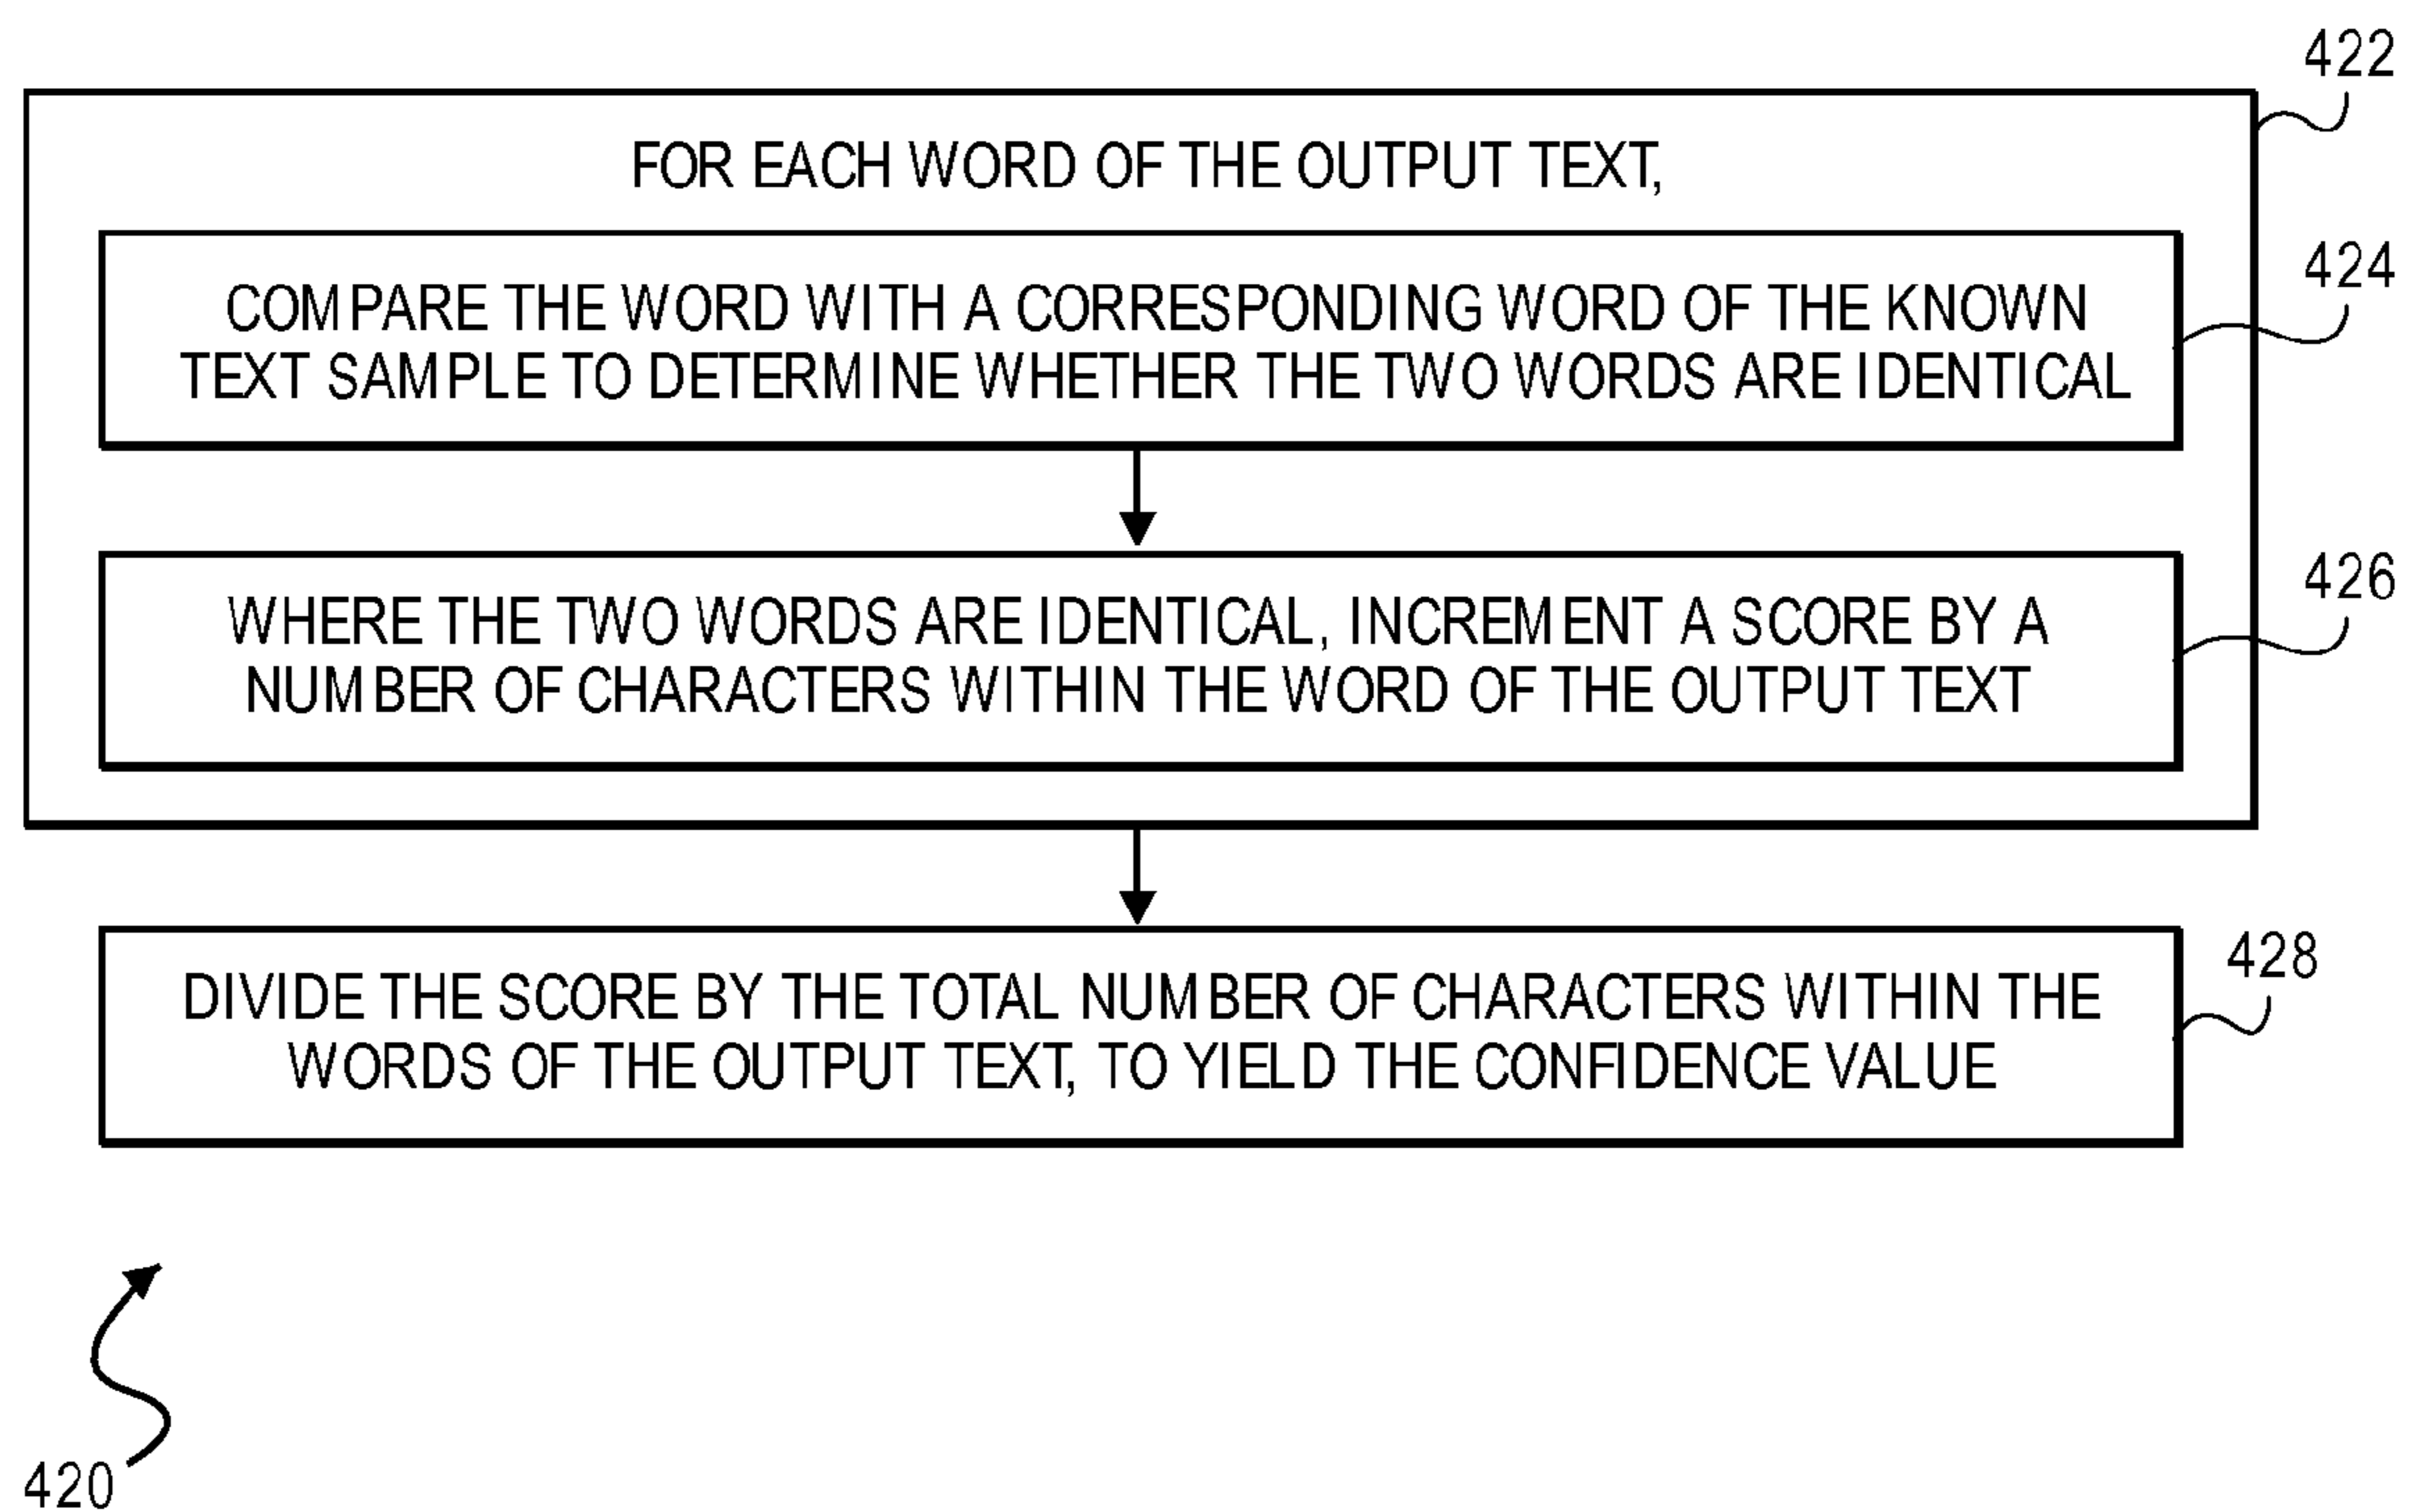 422
FOR EACH WORD OF THE OUTPUT TEXT,
424
COMPARE THE WORD WITH A CORRESPONDING WORD OF THE KNOWN
TEXT SAMPLE TO DETERMINE WHETHER THE TWO WORDS ARE IDENTICAL
426
WHERE THE TWO WORDS ARE IDENTICAL, INCREMENT A SCORE BY A
NUMBER OF CHARACTERS WITHIN THE WORD OF THE OUTPUT TEXT
428
DIVIDE THE SCORE BY THE TOTAL NUMBER OF CHARACTERS WITHIN THE
WORDS OF THE OUTPUT TEXT, TO YIELD THE CONFIDENCE VALUE
420